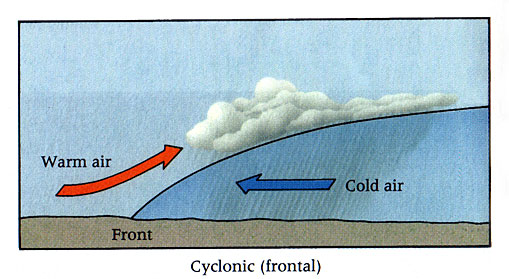 Warm air
Cold air
Front
Cyclonic (frontal)